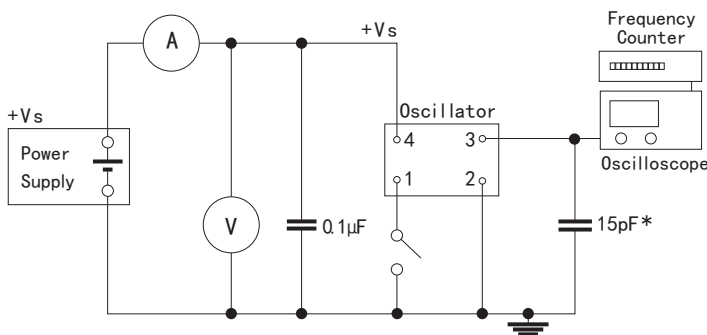 Frequency
Counter
A
+Vs
+Vs
Oscillator
Power
Supply
4
3
1
2
Oscilloscope
V
0.1μF
15pF*